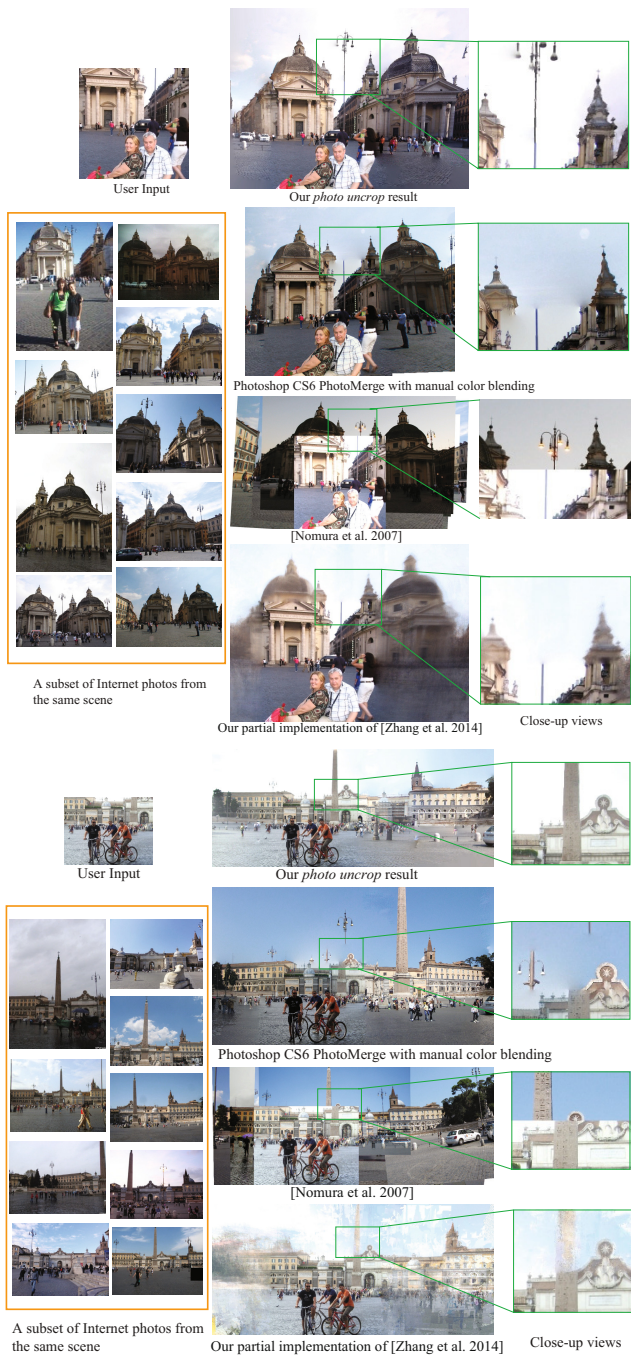 User Input
Our photo uncrop result
Photoshop CS6 PhotoMerge with manual color blending
[Nomura et al. 2007]
A subset of Internet photos from
the same scene
Our partial implementation of [Zhang et al. 2014]
Close-up views
User Input
Our photo uncrop result
Photoshop CS6 PhotoMerge with manual color blending
[Nomura et al. 2007]
A subset of Internet photos from
the same scene
Our partial implementation of [Zhang et al. 2014]
Close-up views